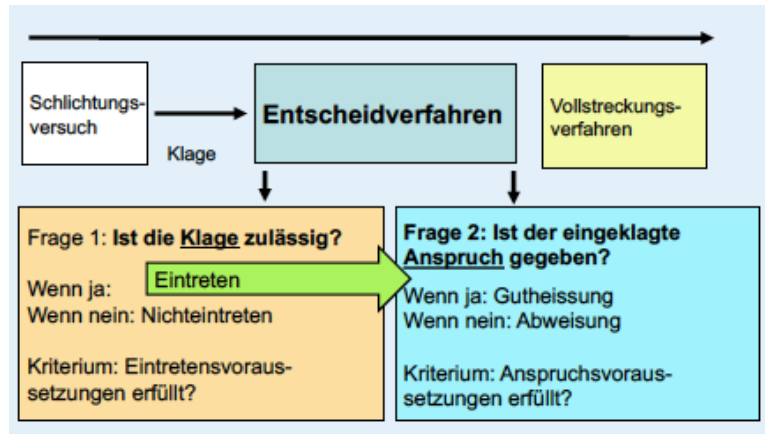 Schlichtungs-
versuch
Klage
Entscheidverfahren
Vollstreckungs-
verfahren
Frage 1: Ist die Klage zulässig?
Wenn ja:
Eintreten
Wenn nein: Nichteintreten
Kriterium: Eintretensvoraus-
setzungen erfüllt?
Frage 2: Ist der eingeklagte
Anspruch gegeben?
Wenn ja: Gutheissung
Wenn nein: Abweisung
Kriterium: Anspruchsvoraus-
setzungen erfüllt?